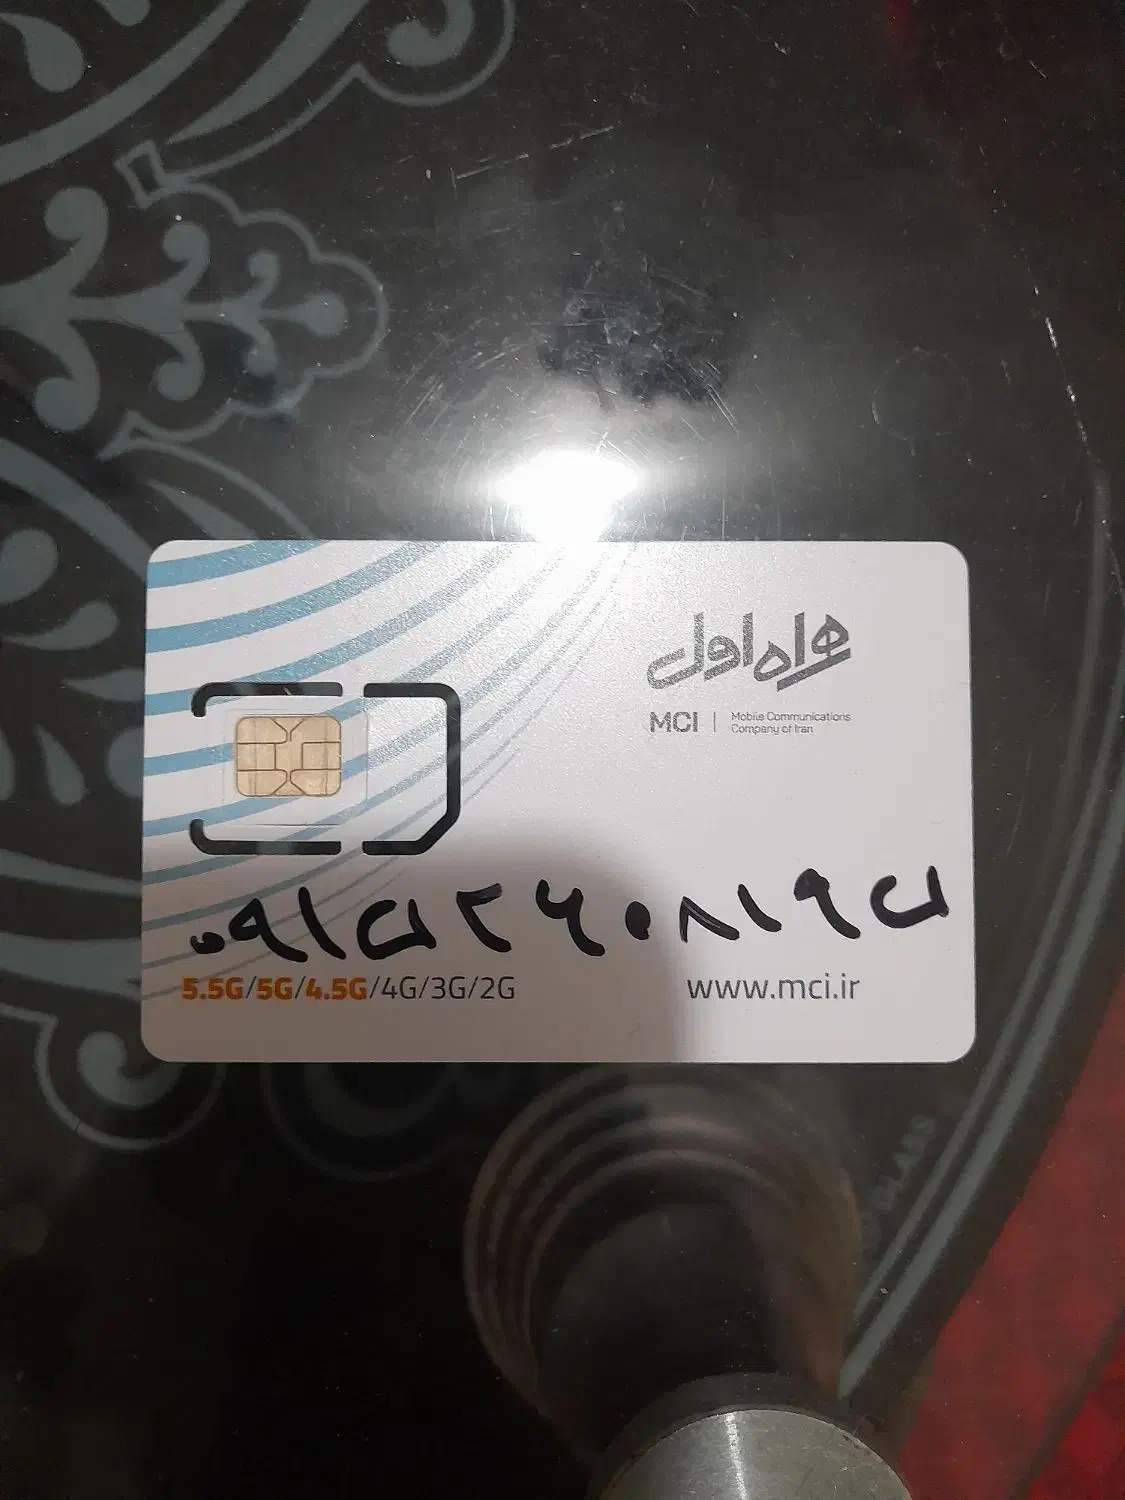 همراه اول
MCI | Mobile Communications
Company of Iran
۰۹۱۵۲۶۰۸۱۹۵
5.5G/5G/4.5G/4G/3G/2G
www.mci.ir